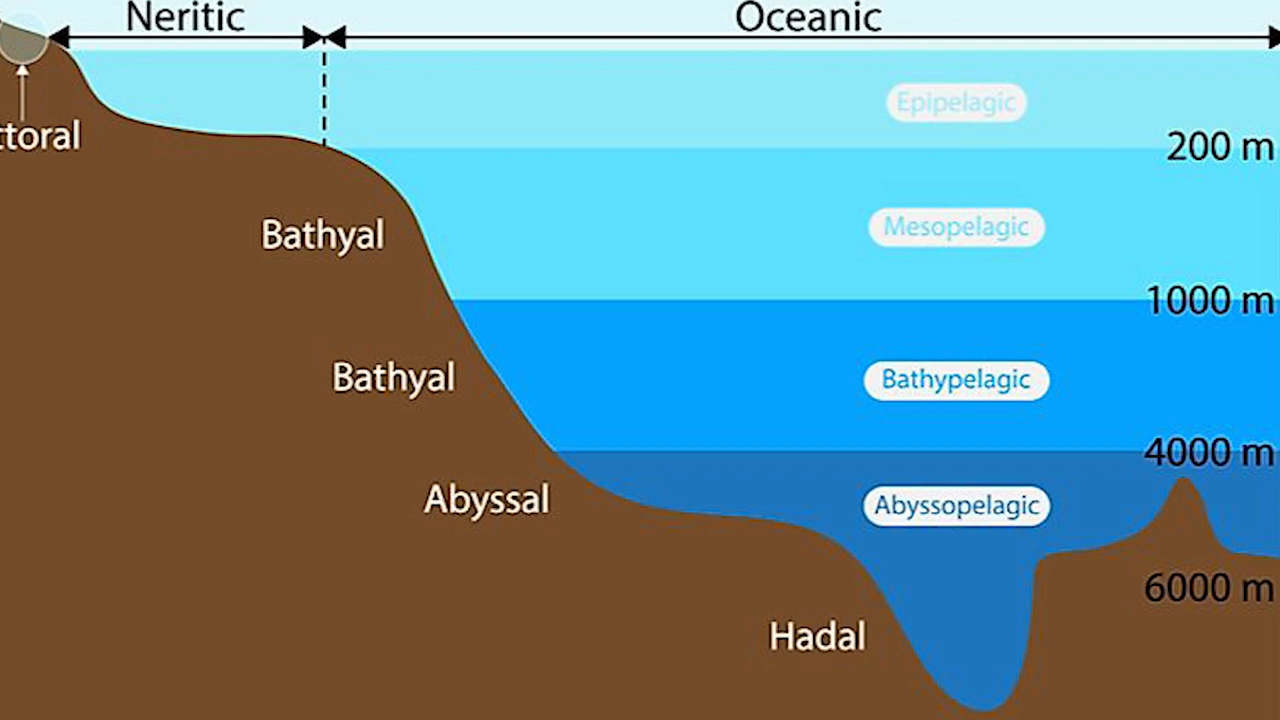 Neritic
Oceanic
Epipelagic
ttoral
200 m
Mesopelagic
Bathyal
1000 m
Bathypelagic
Bathyal
4000 m
Abyssal
Abyssopelagic
6000 m
Hadal